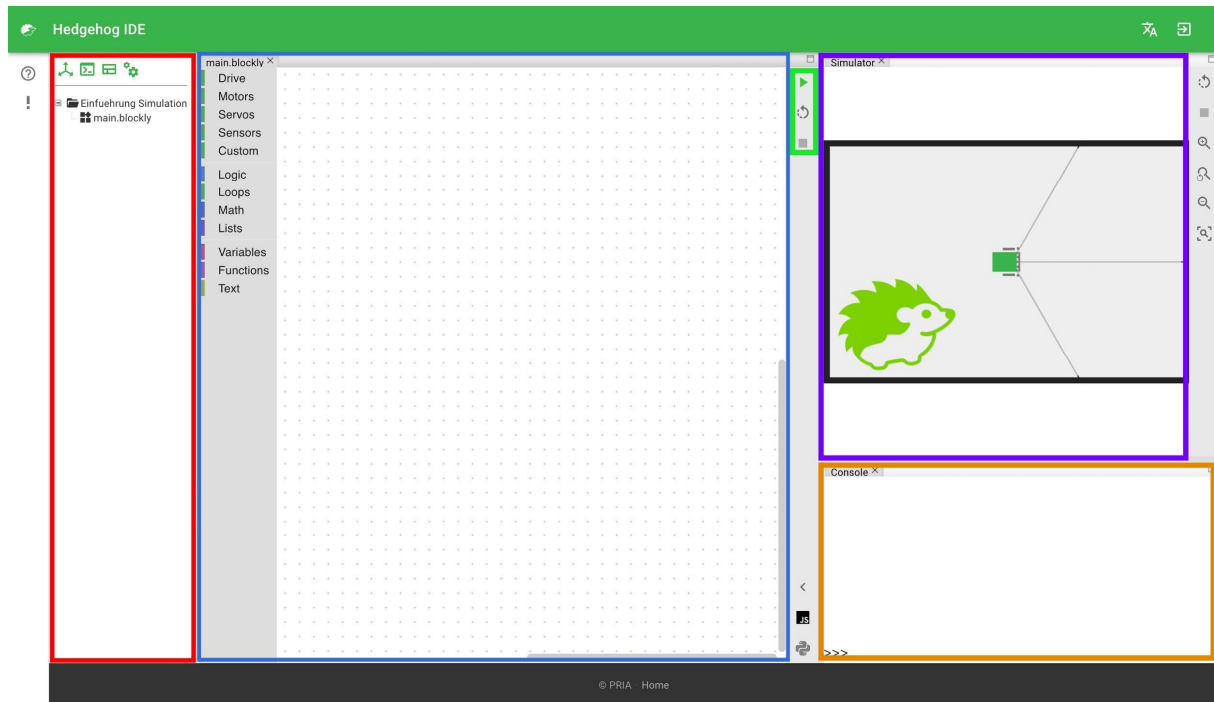 Hedgehog IDE
Einfuehrung Simulation
main.blockly
main.blockly ×
Drive
Motors
Servos
Sensors
Custom
Logic
Loops
Math
Lists
Variables
Functions
Text
JS
Simulator ×
Console ×
>>>
© PRIA · Home